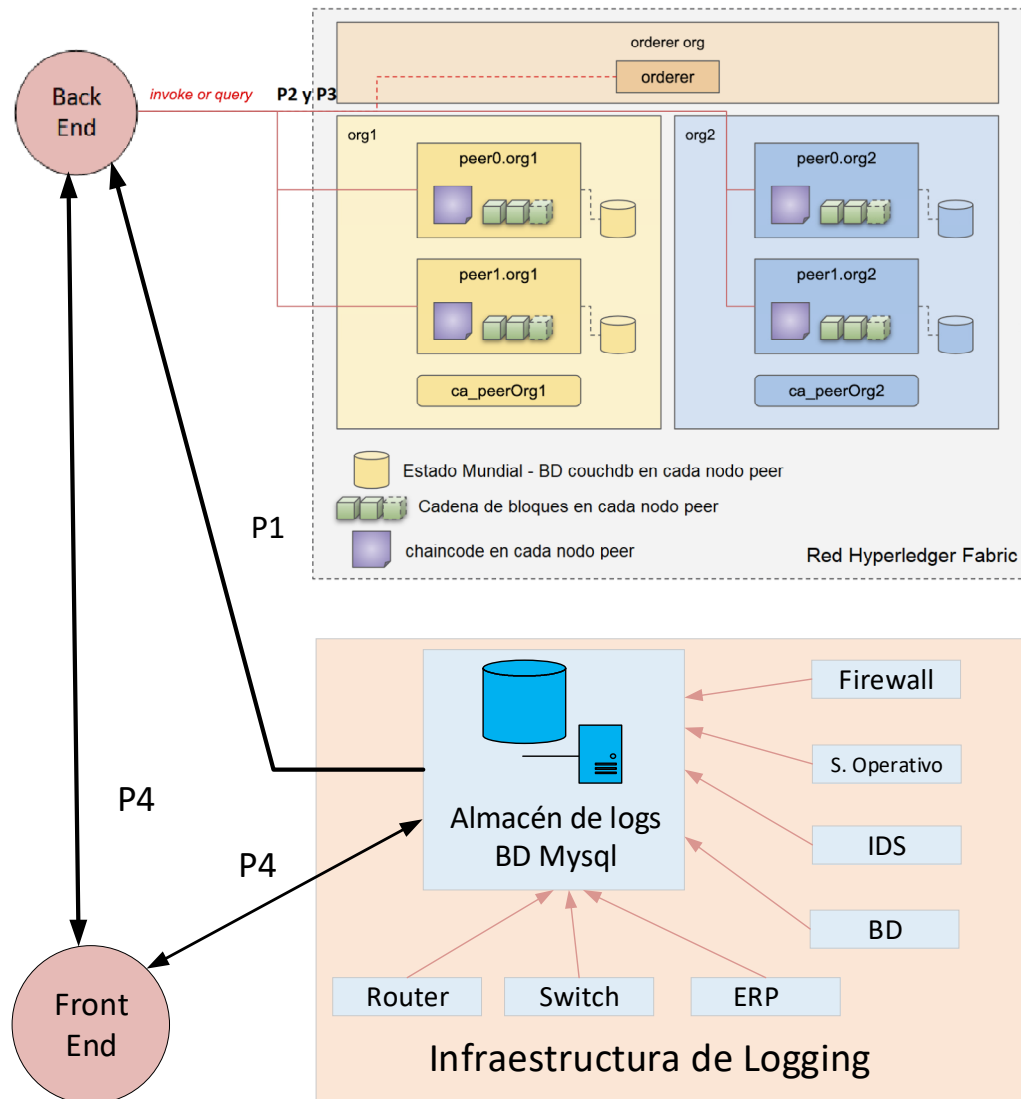 orderer org
orderer
Back
End
invoke or query
P2 y P3
org1
peer0.org1
peer1.org1
ca_peerOrg1
org2
peer0.org2
peer1.org2
ca_peerOrg2
Estado Mundial - BD couchdb en cada nodo peer
Cadena de bloques en cada nodo peer
chaincode en cada nodo peer
Red Hyperledger Fabric
P1
P4
P4
Almacén de logs
BD Mysql
Firewall
S. Operativo
IDS
BD
Router
Switch
ERP
Front
End
Infraestructura de Logging